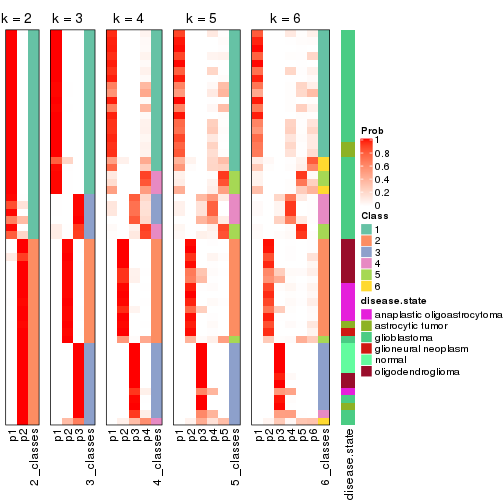 k = 2
k = 3
k = 4
k = 5
k = 6
p1
p2
2_classes
p1
p2
p3
3_classes
p1
p2
p3
p4
4_classes
p1
p2
p3
p4
p5
5_classes
p1
p2
p3
p4
p5
p6
6_classes
disease.state
Prob
1
0.8
0.6
0.4
0.2
0
Class
1
2
3
4
5
6
disease.state
anaplastic oligoastrocytoma
astrocytic tumor
glioblastoma
glioneural neoplasm
normal
oligodendroglioma